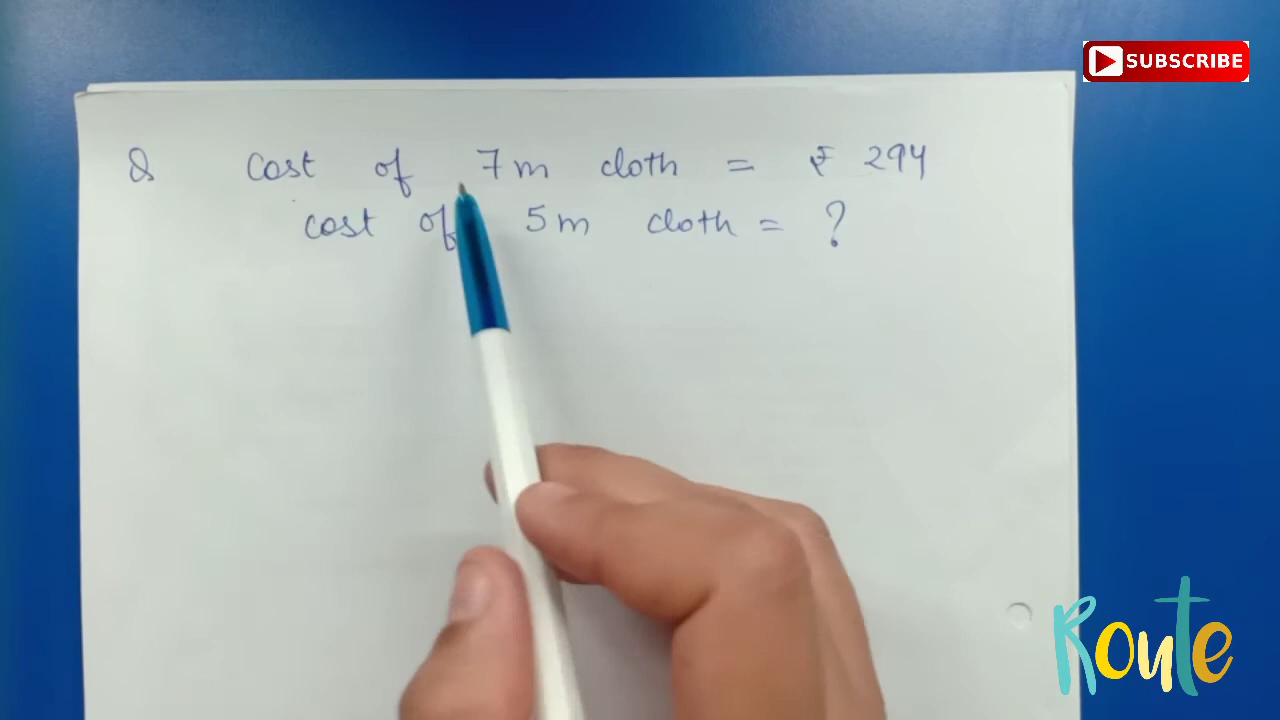 SUBSCRIBE
Q cost of 7m cloth = ₹ 294
cost of 5m cloth = ?
Route